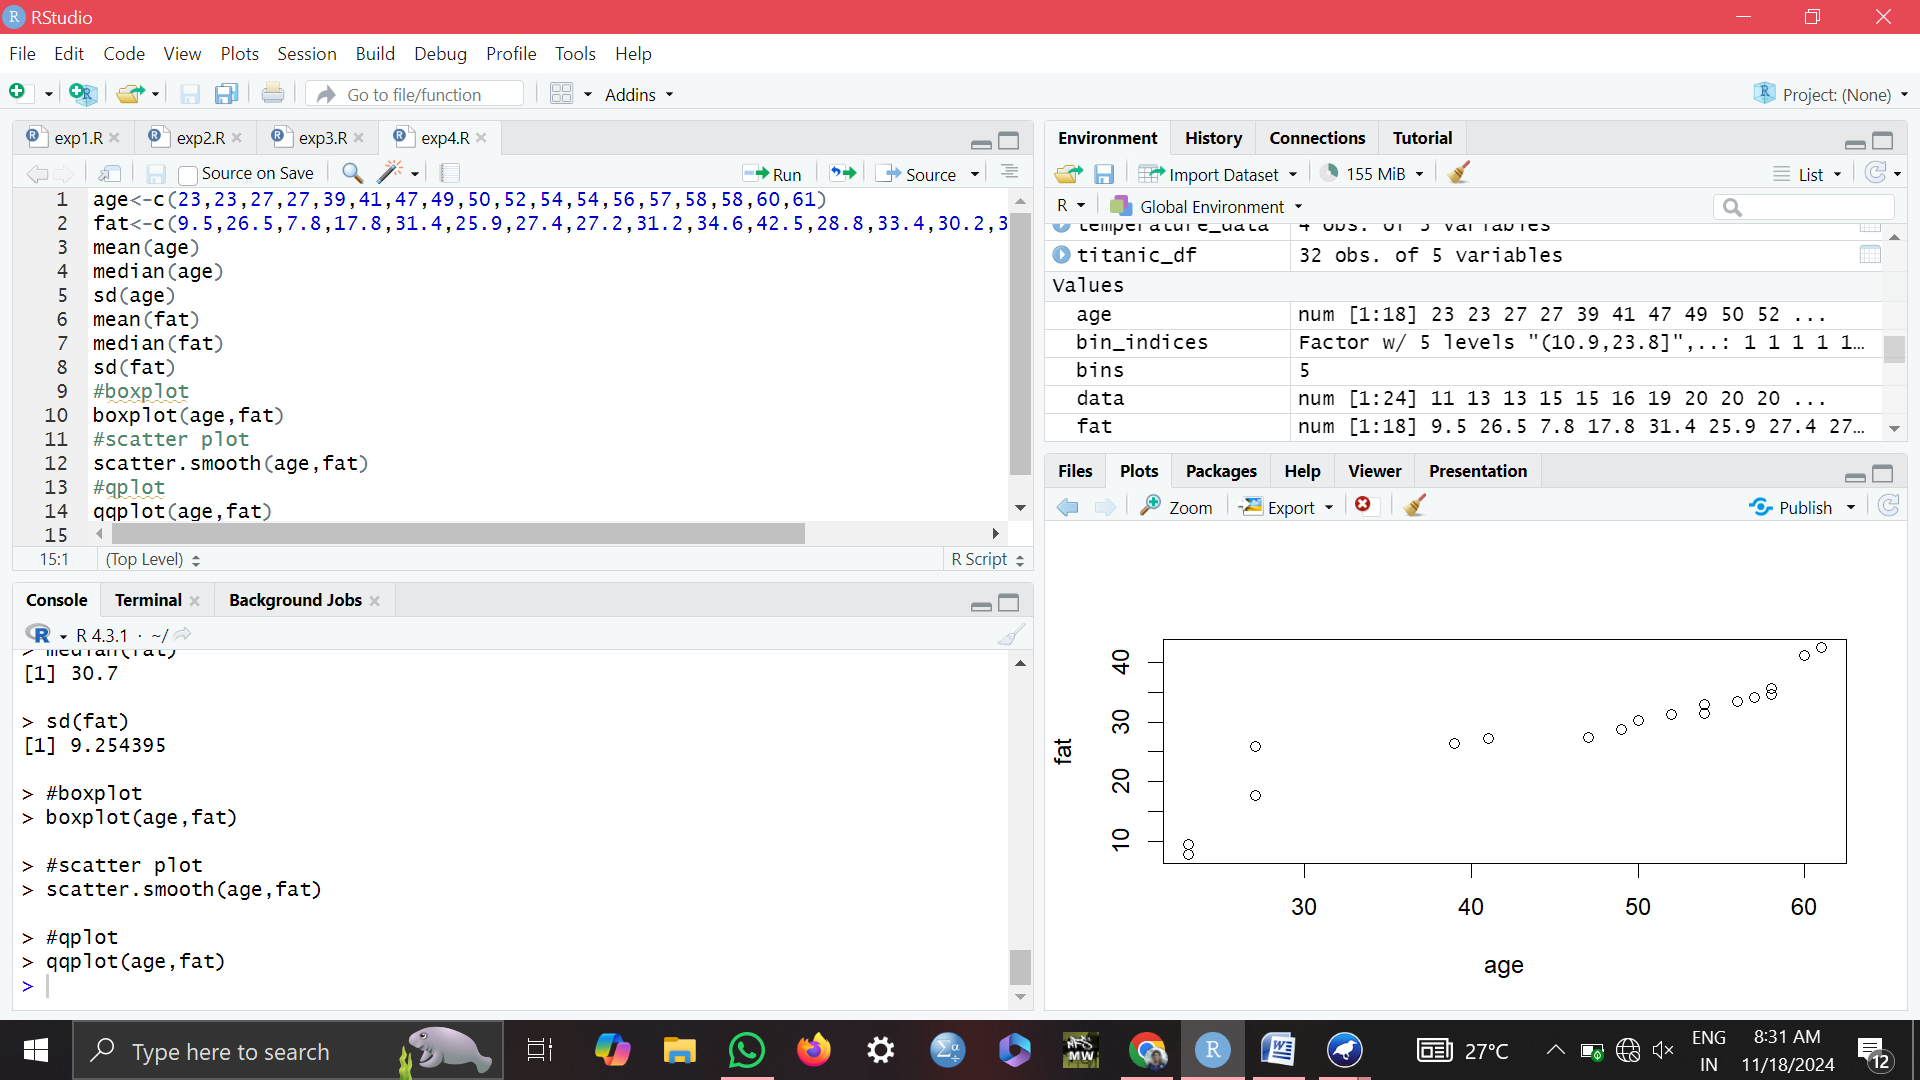 RStudio
File Edit Code View Plots Session Build Debug Profile Tools Help
Go to file/function Addins Project: (None)
exp1.R exp2.R exp3.R exp4.R
Source on Save Run Source
1 age<-c(23,23,27,27,39,41,47,49,50,52,54,54,56,57,58,58,60,61)
2 fat<-c(9.5,26.5,7.8,17.8,31.4,25.9,27.4,27.2,31.2,34.6,42.5,28.8,33.4,30.2,3
3 mean(age)
4 median(age)
5 sd(age)
6 mean(fat)
7 median(fat)
8 sd(fat)
9 #boxplot
10 boxplot(age,fat)
11 #scatter plot
12 scatter.smooth(age,fat)
13 #qplot
14 qqplot(age,fat)
15
15:1 (Top Level) R Script
Console Terminal Background Jobs
R 4.3.1 · ~/
> median(fat)
[1] 30.7
> sd(fat)
[1] 9.254395
> #boxplot
> boxplot(age,fat)
> #scatter plot
> scatter.smooth(age,fat)
> #qplot
> qqplot(age,fat)
>
Environment History Connections Tutorial
Import Dataset 155 MiB List
R Global Environment
temperature_data 4 obs. of 5 variables
titanic_df 32 obs. of 5 variables
Values
age num [1:18] 23 23 27 27 39 41 47 49 50 52 ...
bin_indices Factor w/ 5 levels "(10.9,23.8]",..: 1 1 1 1 1…
bins 5
data num [1:24] 11 13 13 15 15 16 19 20 20 20 ...
fat num [1:18] 9.5 26.5 7.8 17.8 31.4 25.9 27.4 27…
Files Plots Packages Help Viewer Presentation
Zoom Export Publish
fat
40
30
20
10
30 40 50 60
age
Type here to search
MW
27°C
ENG
IN
8:31 AM
11/18/2024
12